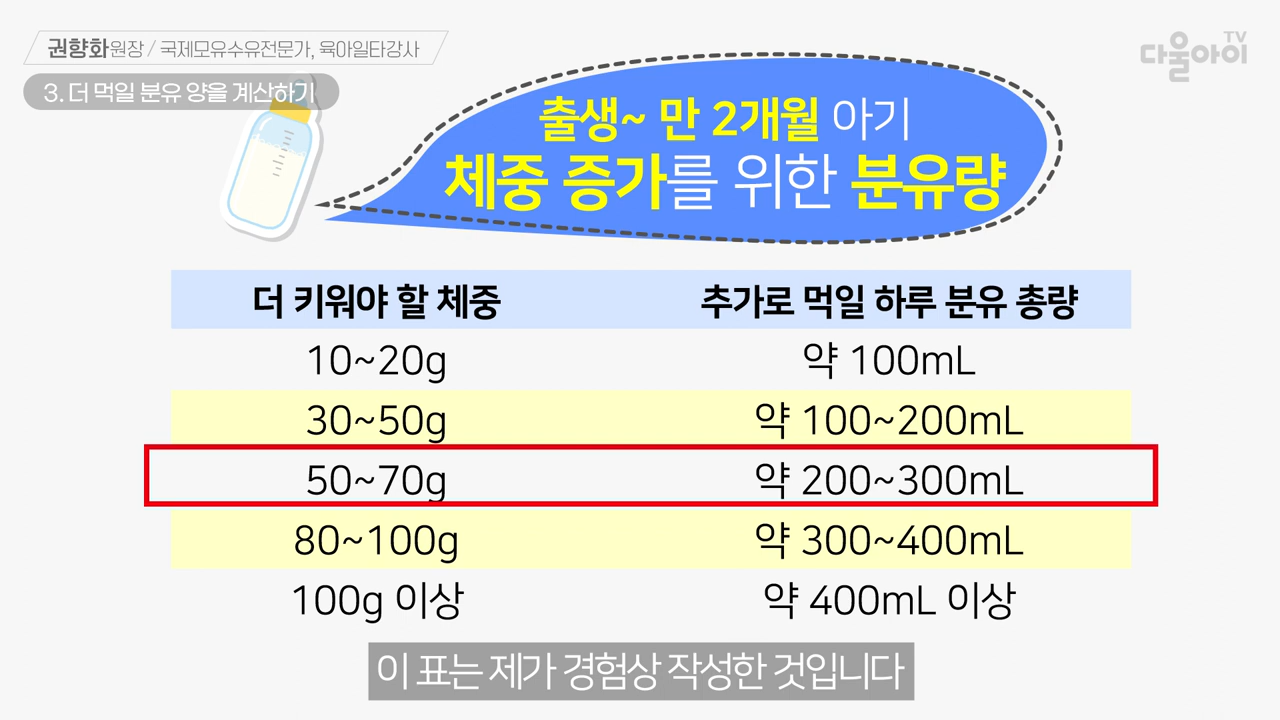 권향화원장 / 국제모유수유전문가, 육아일타강사
다울아이 TV
3. 더 먹일 분유 양을 계산하기
출생~ 만 2개월 아기
체중 증가를 위한 분유량
더 키워야 할 체중 추가로 먹일 하루 분유 총량
10~20g 약 100mL
30~50g 약 100~200mL
50~70g 약 200~300mL
80~100g 약 300~400mL
100g 이상 약 400mL 이상
이 표는 제가 경험상 작성한 것입니다